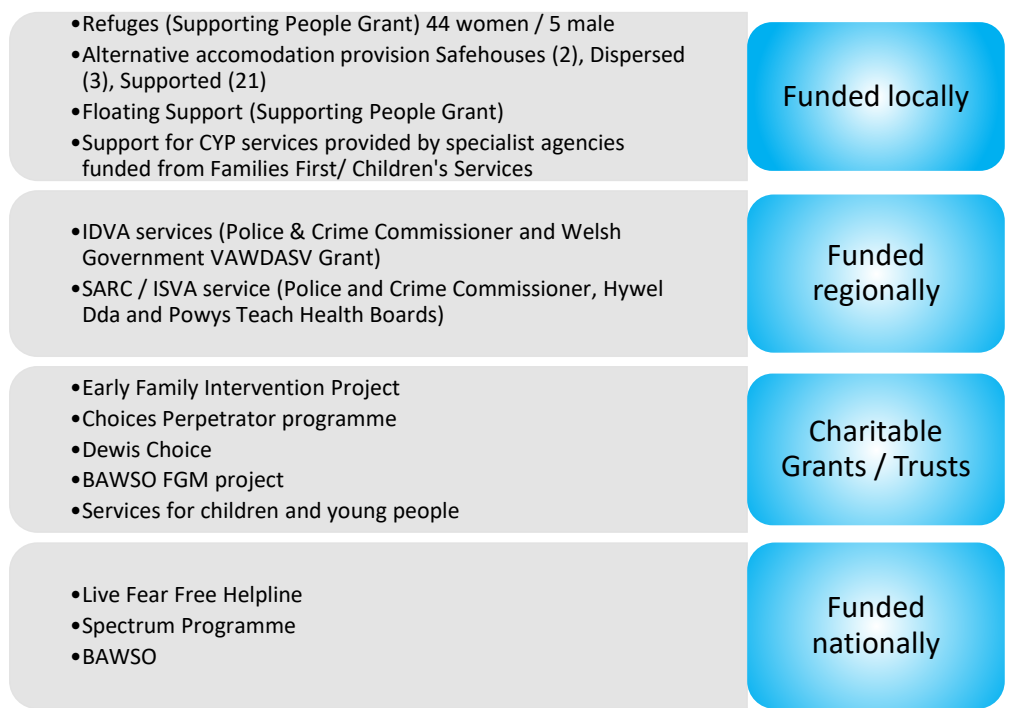 •Refuges (Supporting People Grant) 44 women / 5 male
•Alternative accomodation provision Safehouses (2), Dispersed
(3), Supported (21)
•Floating Support (Supporting People Grant)
•Support for CYP services provided by specialist agencies
funded from Families First/ Children's Services
Funded locally
•IDVA services (Police & Crime Commissioner and Welsh
Government VAWDASV Grant)
•SARC / ISVA service (Police and Crime Commissioner, Hywel
Dda and Powys Teach Health Boards)
Funded
regionally
•Early Family Intervention Project
•Choices Perpetrator programme
•Dewis Choice
•BAWSO FGM project
•Services for children and young people
Charitable
Grants / Trusts
•Live Fear Free Helpline
•Spectrum Programme
•BAWSO
Funded
nationally